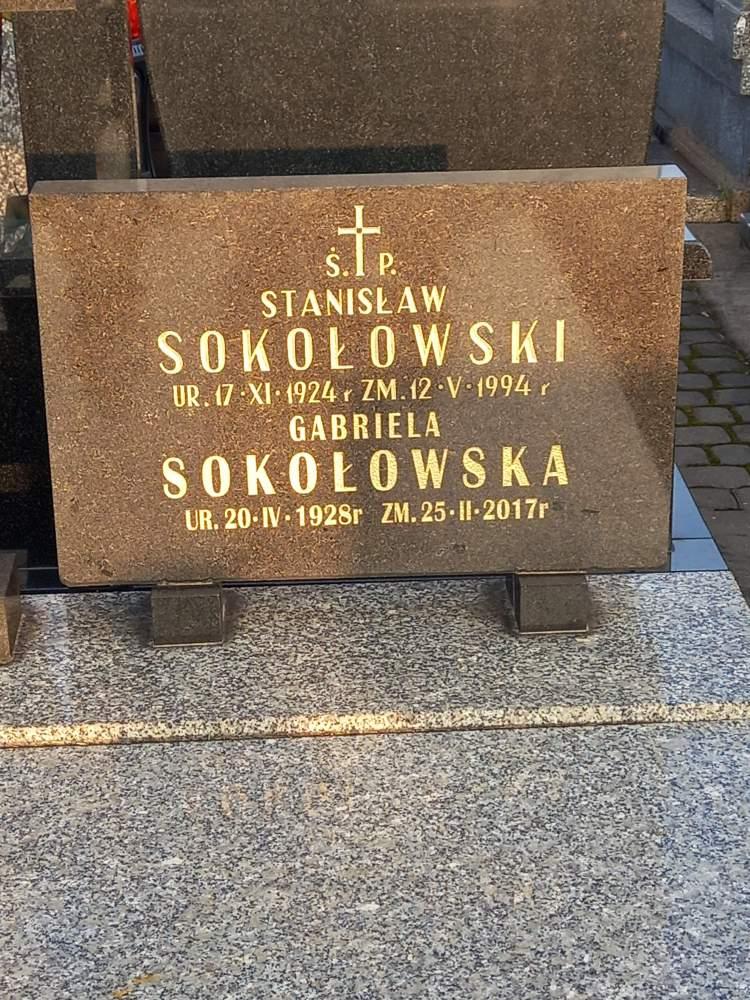 Ś. P.
STANISŁAW
SOKOŁOWSKI
UR. 17·XI·1924 r ZM. 12·V·1994 r
GABRIELA
SOKOŁOWSKA
UR. 20·IV·1928r ZM. 25·II·2017r